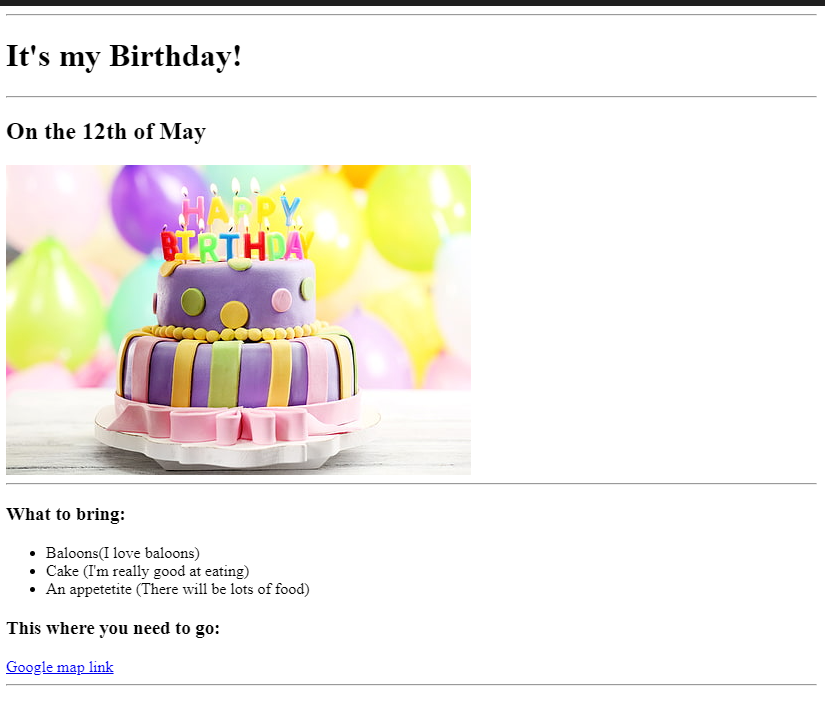 It's my Birthday!
On the 12th of May
HAPPY
BIRTHDAY
What to bring:
Baloons(I love baloons)
Cake (I'm really good at eating)
An appetetite (There will be lots of food)
This where you need to go:
Google map link